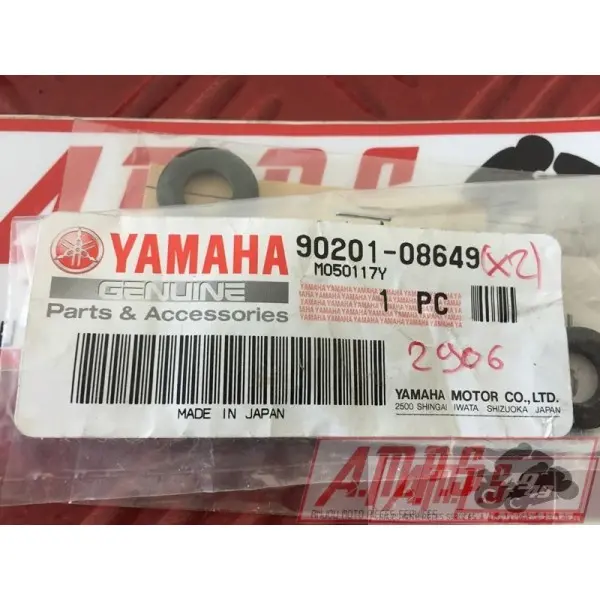 YAMAHA
GENUINE
Parts & Accessories
90201-08649 (x2)
M050117Y
1 PC
2906
MADE IN JAPAN
YAMAHA MOTOR CO., LTD.
2500 SHINGAI IWATA SHIZUOKA JAPAN